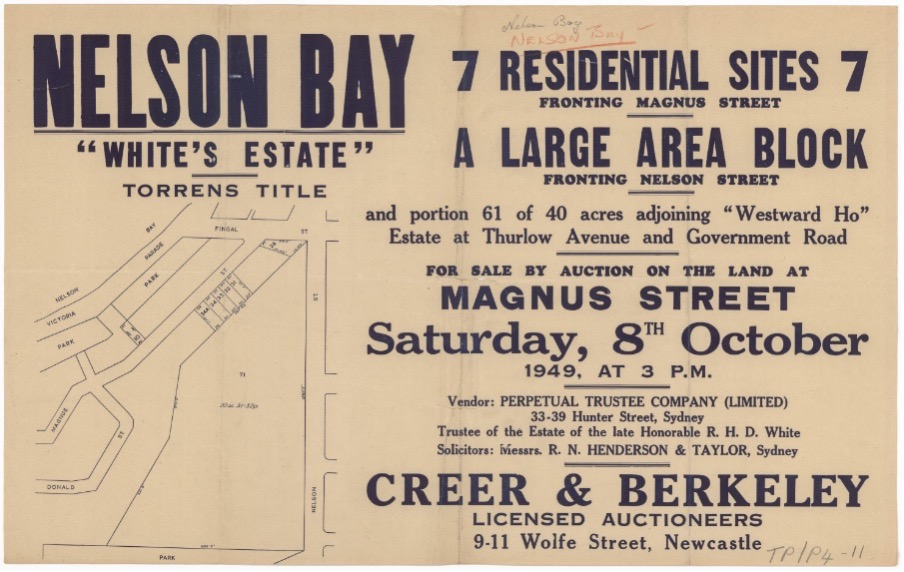 Nelson Bay
NELSON BAY
NELSON BAY
"WHITE'S ESTATE"
TORRENS TITLE
7 RESIDENTIAL SITES 7
FRONTING MAGNUS STREET
A LARGE AREA BLOCK
FRONTING NELSON STREET
and portion 61 of 40 acres adjoining "Westward Ho"
Estate at Thurlow Avenue and Government Road
FOR SALE BY AUCTION ON THE LAND AT
MAGNUS STREET
Saturday, 8TH October
1949, AT 3 P.M.
Vendor: PERPETUAL TRUSTEE COMPANY (LIMITED)
33-39 Hunter Street, Sydney
Trustee of the Estate of the late Honorable R. H. D. White
Solicitors: Messrs. R. N. HENDERSON & TAYLOR, Sydney
CREER & BERKELEY
LICENSED AUCTIONEERS
9-11 Wolfe Street, Newcastle
TP/P4-11
FINGAL ST
NELSON BAY
VICTORIA PARADE
PARK
PARK
ST
MAGNUS ST
DONALD
NELSON ST
PARK
71